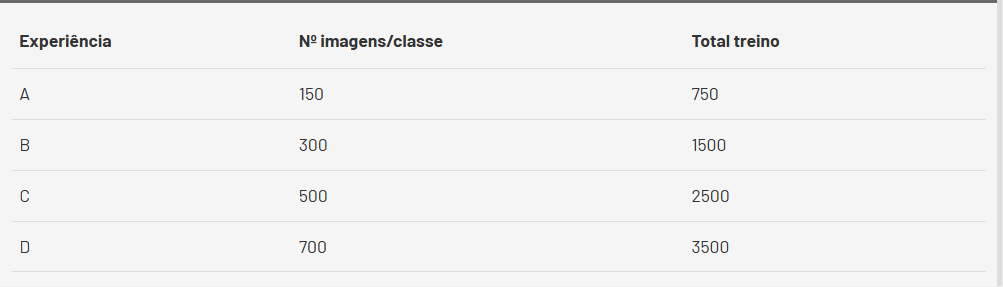 Experiência Nº imagens/classe Total treino
A 150 750
B 300 1500
C 500 2500
D 700 3500